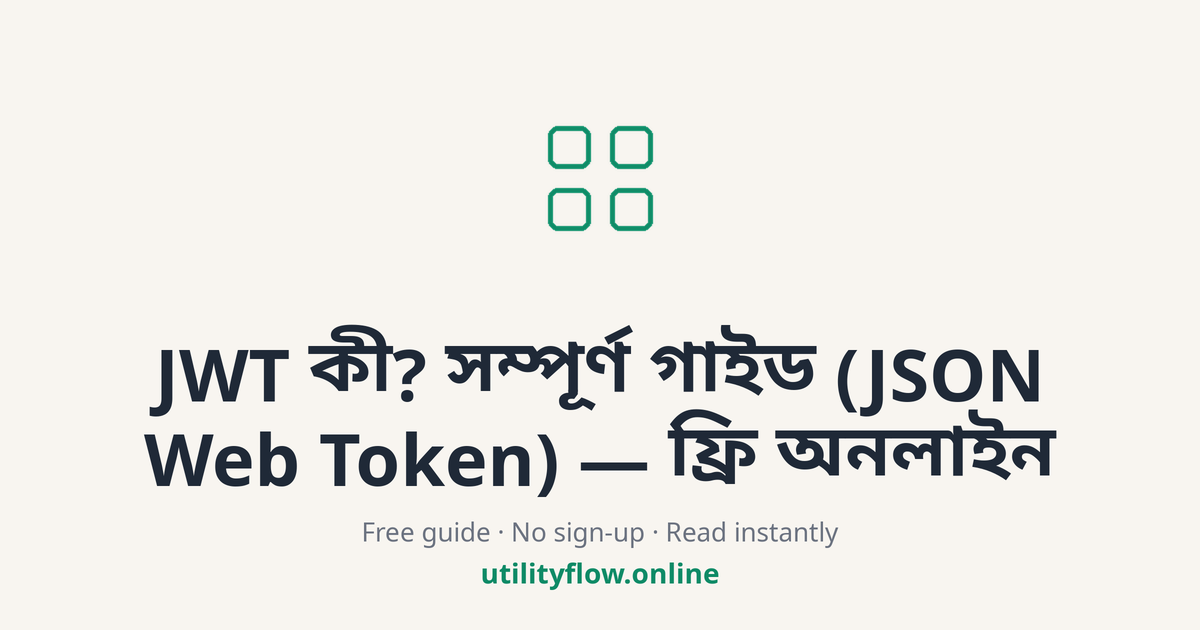 JWT কী? সম্পূর্ণ গাইড (JSON
Web Token) — ফ্রি অনলাইন
Free guide · No sign-up · Read instantly
utilityflow.online